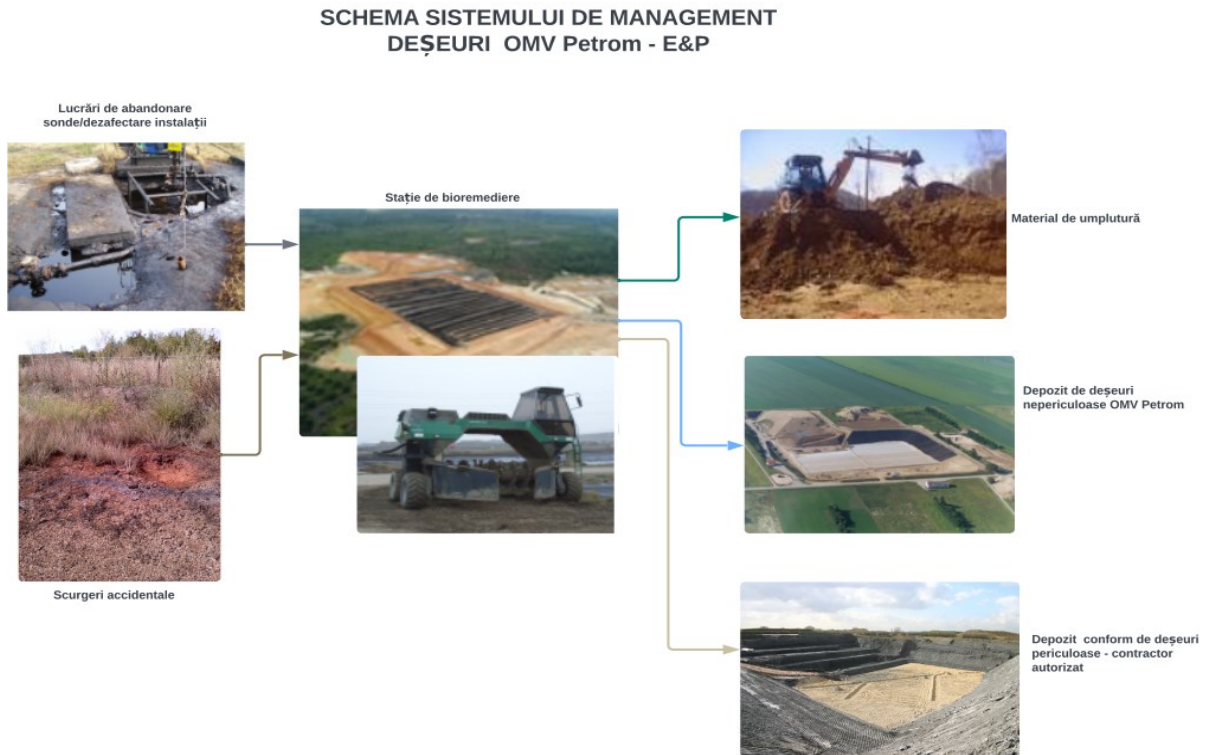 SCHEMA SISTEMULUI DE MANAGEMENT
DEȘEURI OMV Petrom - E&P
Lucrări de abandonare
sonde/dezafectare instalații
Stație de bioremediere
Material de umplutură
Depozit de deșeuri
nepericuloase OMV Petrom
Scurgeri accidentale
Depozit conform de deșeuri
periculoase - contractor
autorizat